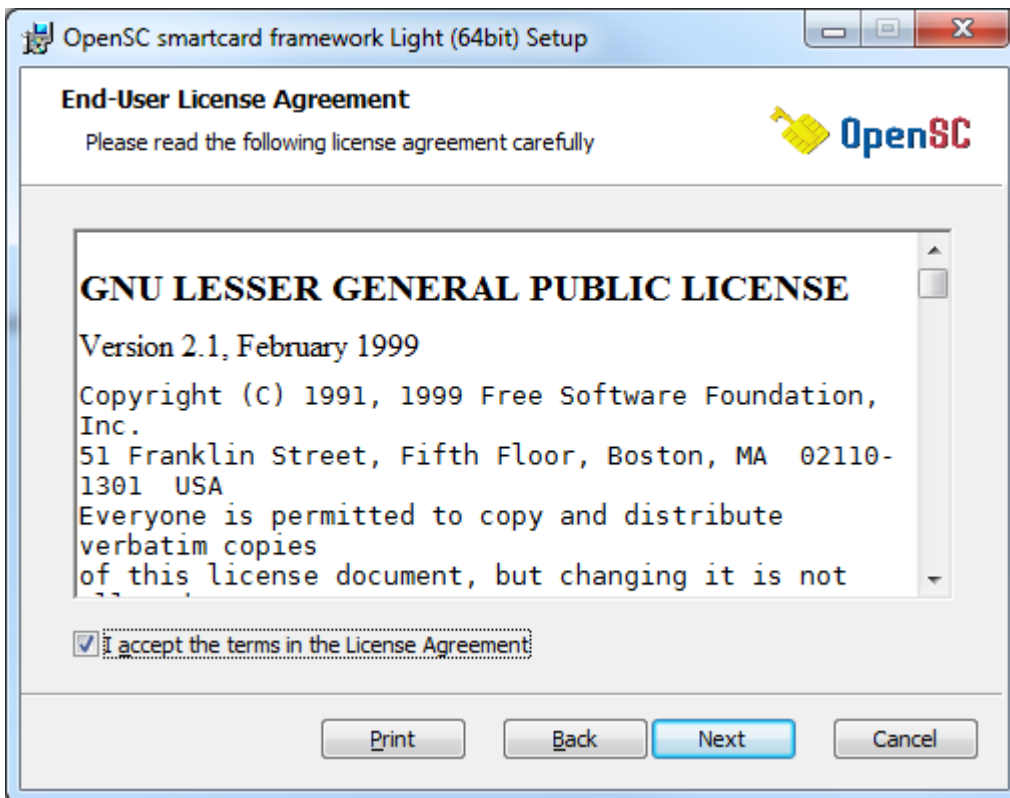 OpenSC smartcard framework Light (64bit) Setup
End-User License Agreement
Please read the following license agreement carefully
OpenSC
GNU LESSER GENERAL PUBLIC LICENSE
Version 2.1, February 1999
Copyright (C) 1991, 1999 Free Software Foundation,
Inc.
51 Franklin Street, Fifth Floor, Boston, MA  02110-
1301  USA
Everyone is permitted to copy and distribute
verbatim copies
of this license document, but changing it is not
I accept the terms in the License Agreement
Print Back Next Cancel